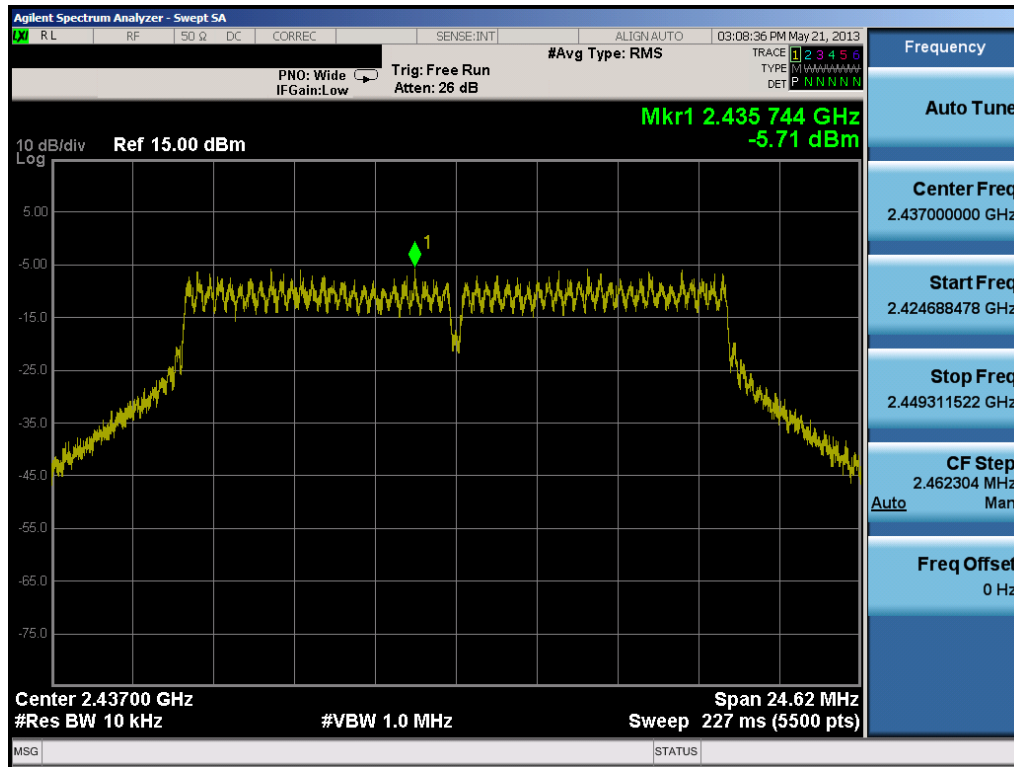 Agilent Spectrum Analyzer - Swept SA
LXI RL RF 50 Ω DC CORREC SENSE:INT ALIGN AUTO 03:08:36 PM May 21, 2013
#Avg Type: RMS TRACE 1 2 3 4 5 6
PNO: Wide Trig: Free Run TYPE M WWWWW
IFGain:Low Atten: 26 dB DET P N N N N N
Mkr1 2.435 744 GHz
-5.71 dBm
10 dB/div Ref 15.00 dBm
Log
5.00
1
-5.00
-15.0
-25.0
-35.0
-45.0
-55.0
-65.0
-75.0
Center 2.43700 GHz Span 24.62 MHz
#Res BW 10 kHz #VBW 1.0 MHz Sweep 227 ms (5500 pts)
MSG STATUS
Frequency
Auto Tune
Center Freq
2.437000000 GHz
Start Freq
2.424688478 GHz
Stop Freq
2.449311522 GHz
CF Step
2.462304 MHz
Auto Man
Freq Offset
0 Hz